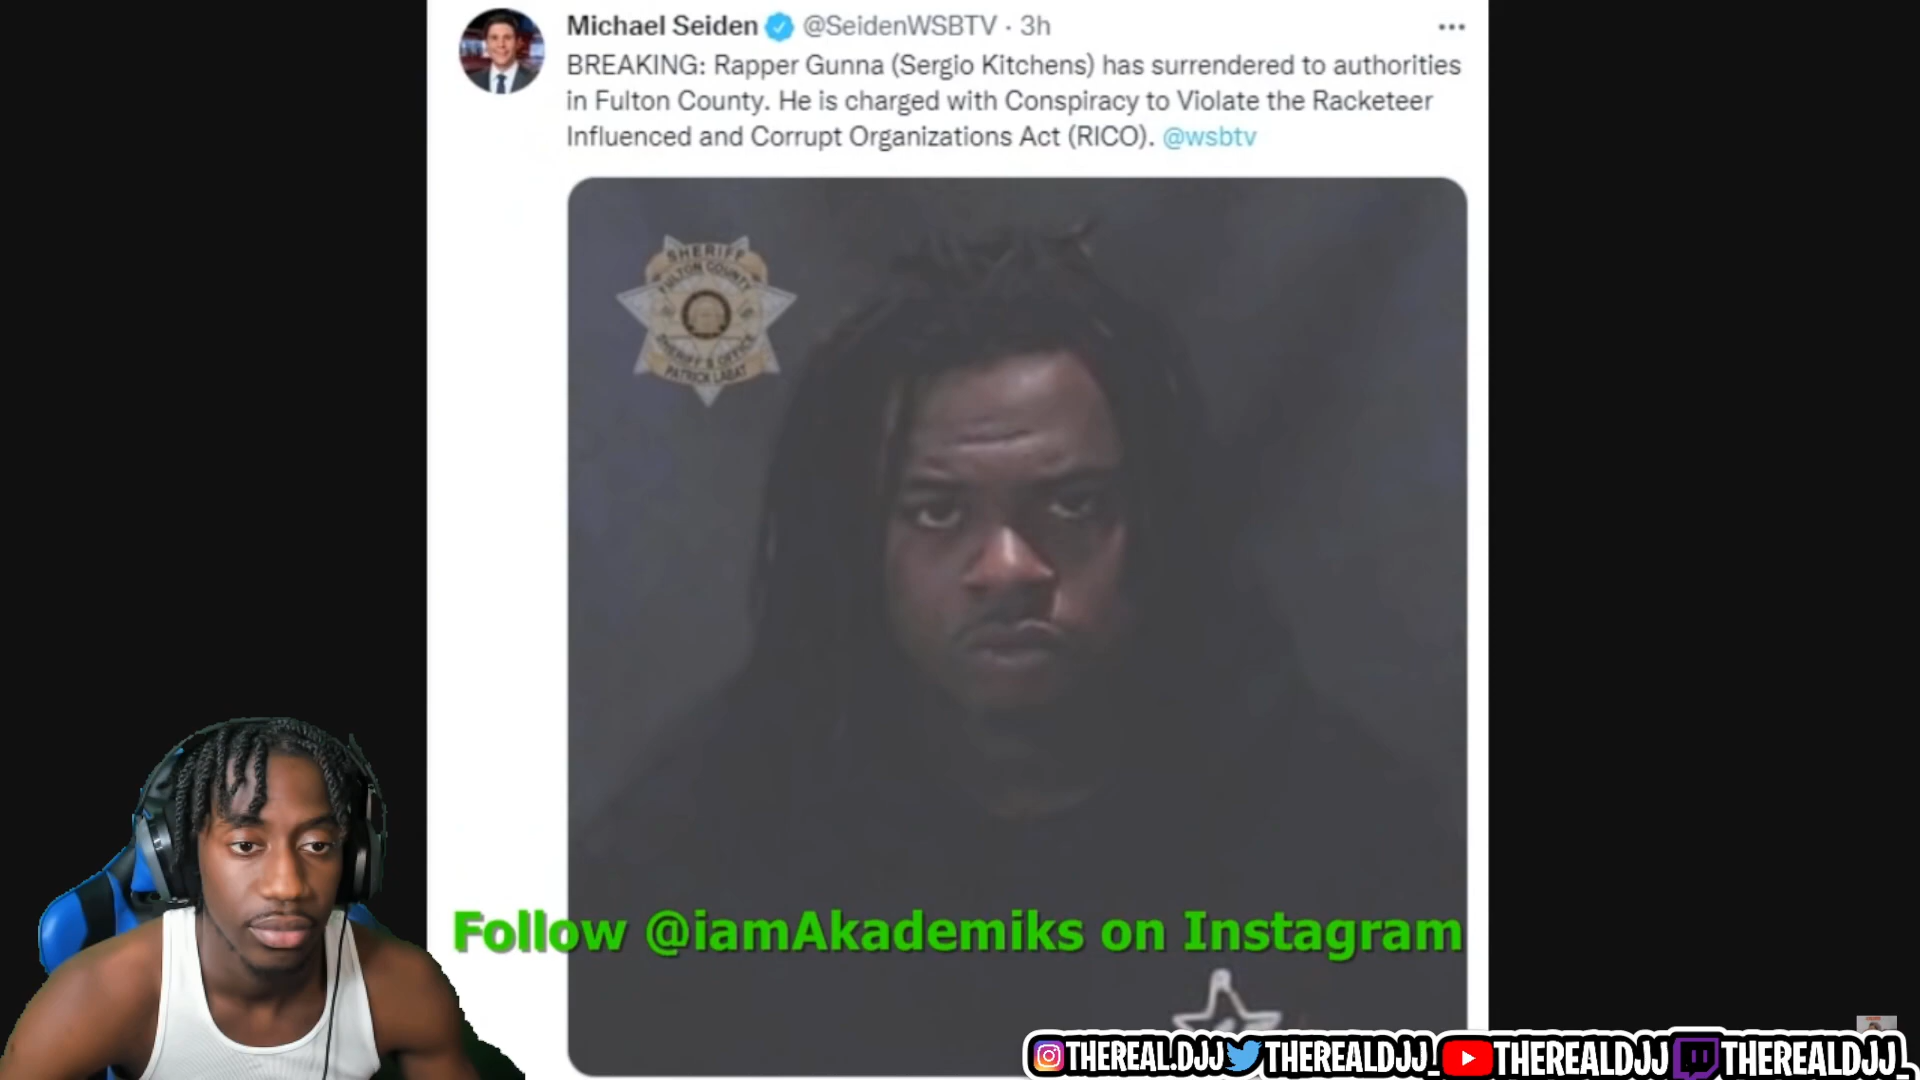 Michael Seiden @SeidenWSBTV · 3h
BREAKING: Rapper Gunna (Sergio Kitchens) has surrendered to authorities
in Fulton County. He is charged with Conspiracy to Violate the Racketeer
Influenced and Corrupt Organizations Act (RICO). @wsbtv
SHERIFF
FULTON COUNTY
SHERIFF'S OFFICE
PATRICK LABAT
Follow @iamAkademiks on Instagram
THEREAL.DJJ THEREALDJJ_ THEREALDJJ THEREALDJJ_